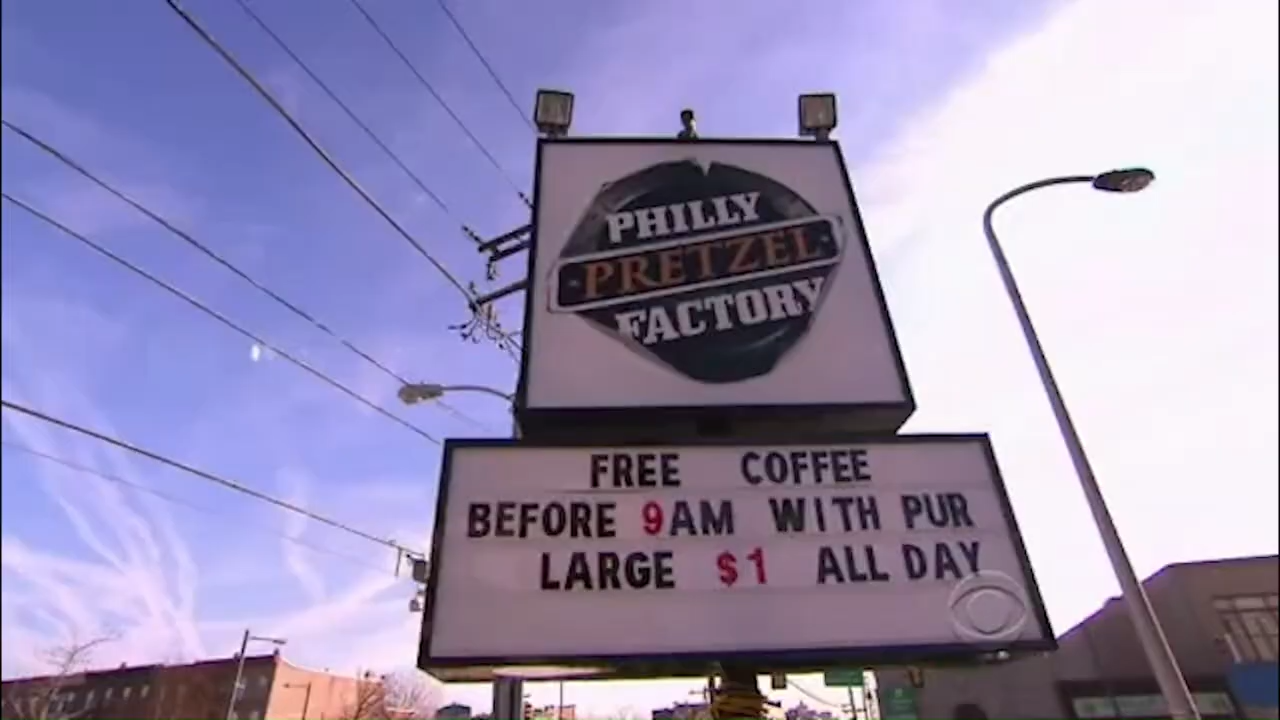 PHILLY
PRETZEL
FACTORY
FREE COFFEE
BEFORE 9AM WITH PUR
LARGE $1 ALL DAY